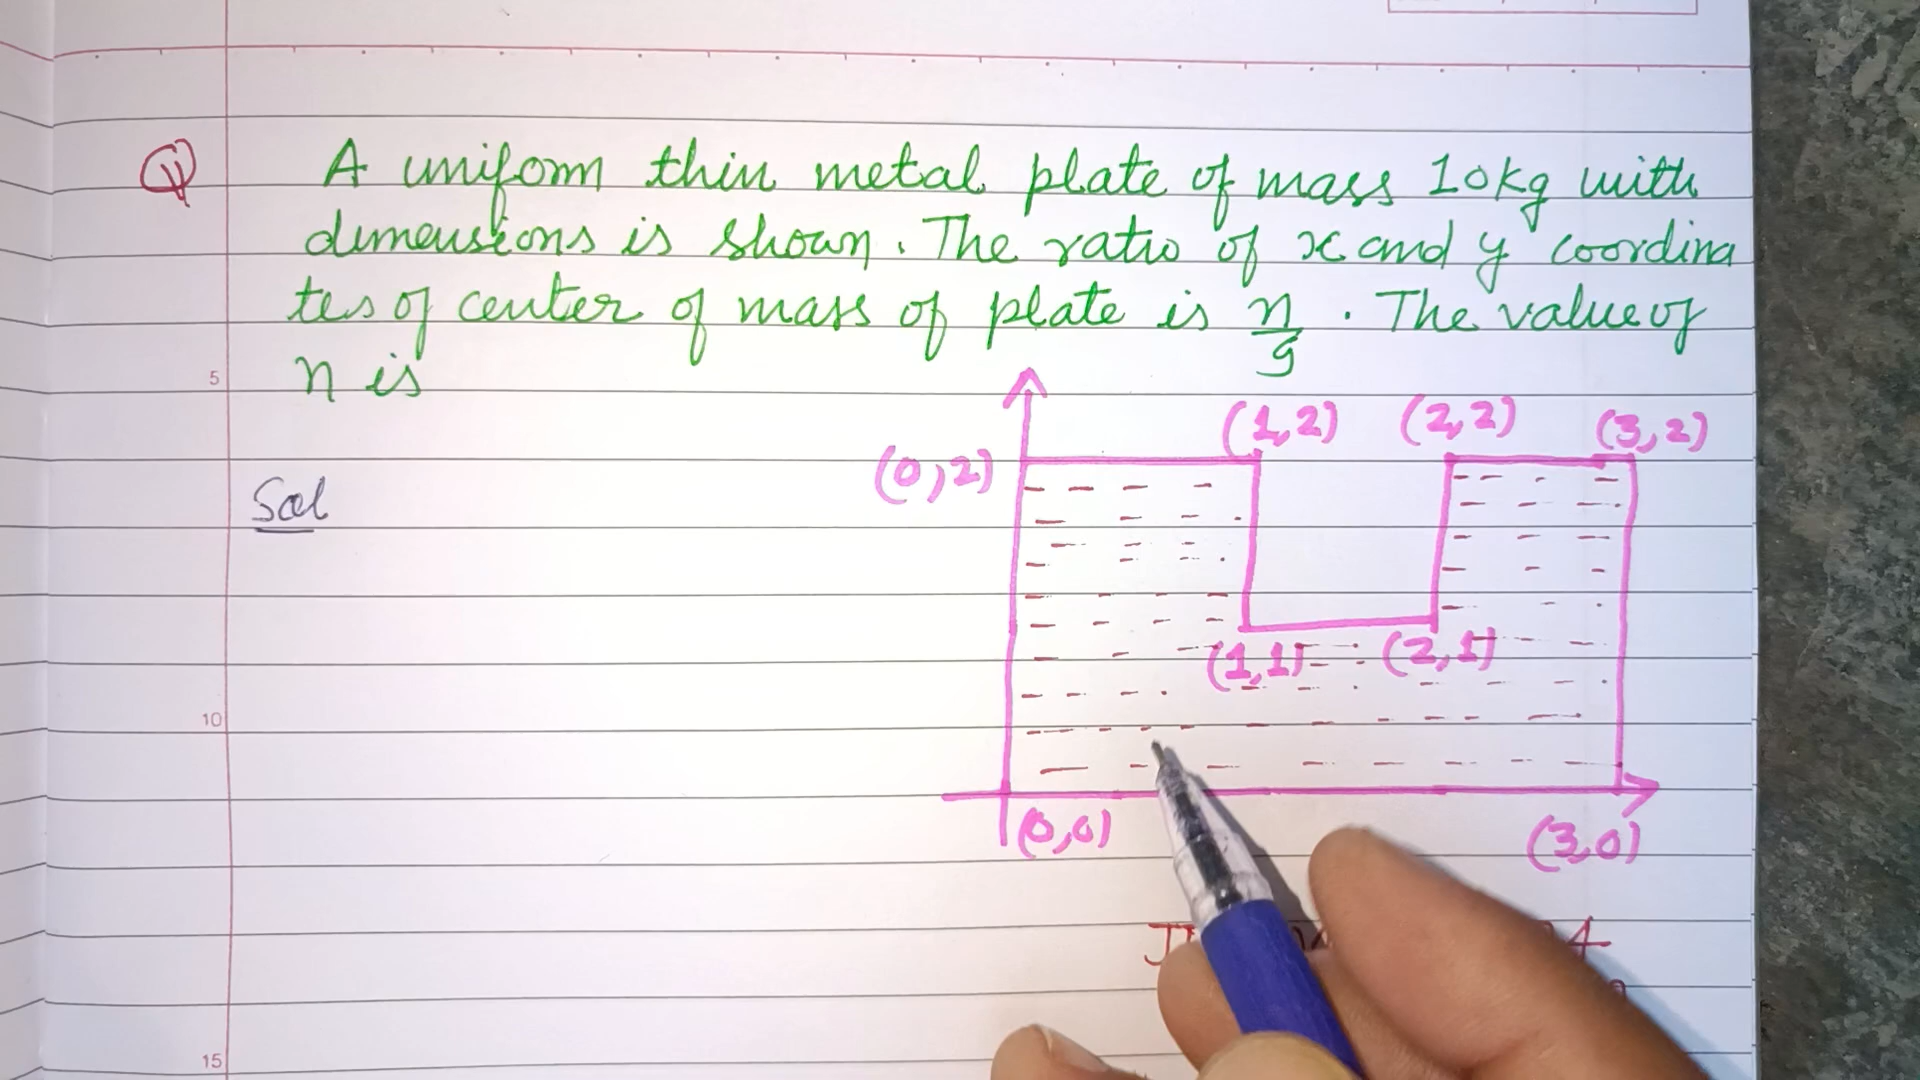 Q A uniform thin metal plate of mass 10kg with
dimensions is shown. The ratio of x and y coordina
tes of center of mass of plate is n/9. The value of
n is
5
(1,2) (2,2) (3,2)
(0,2)
Sol
(1,1) (2,1)
10
(0,0) (3,0)
15